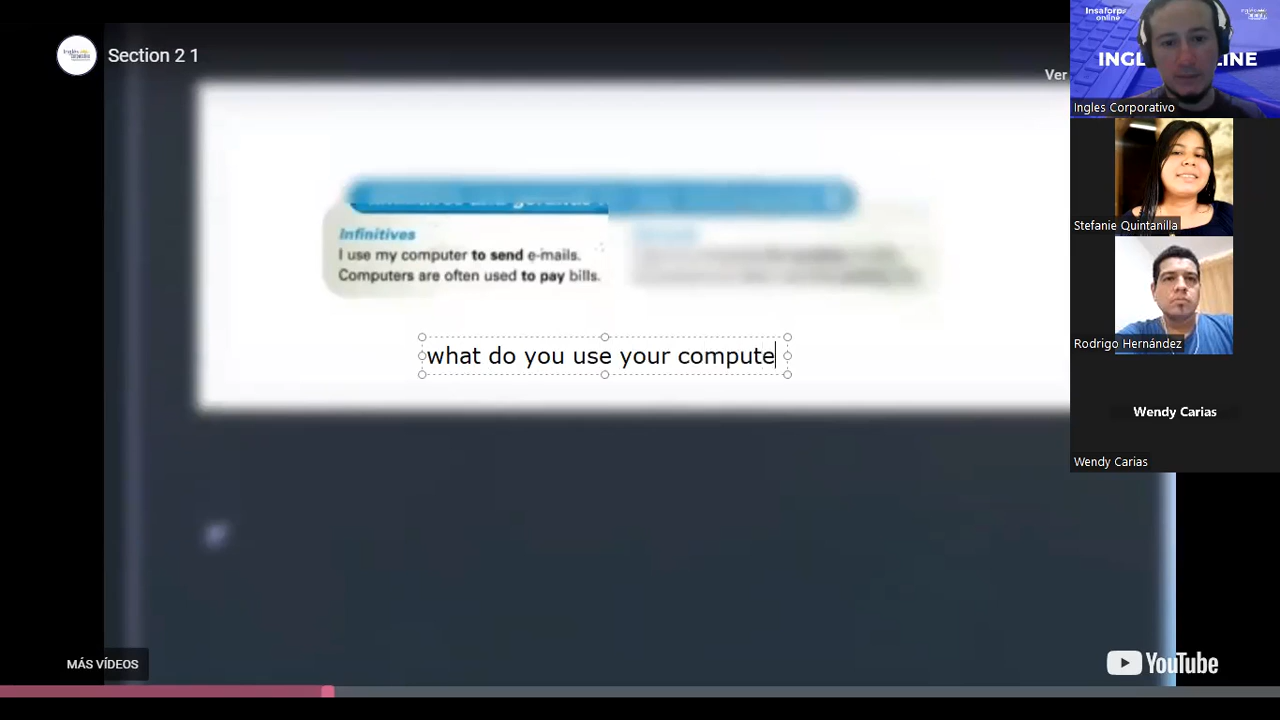 Section 2 1
Ver
Infinitives
I use my computer to send e-mails.
Computers are often used to pay bills.
what do you use your compute
MÁS VÍDEOS
YouTube
Insaforp
online
INGL
LINE
Ingles Corporativo
Stefanie Quintanilla
Rodrigo Hernández
Wendy Carias
Wendy Carias